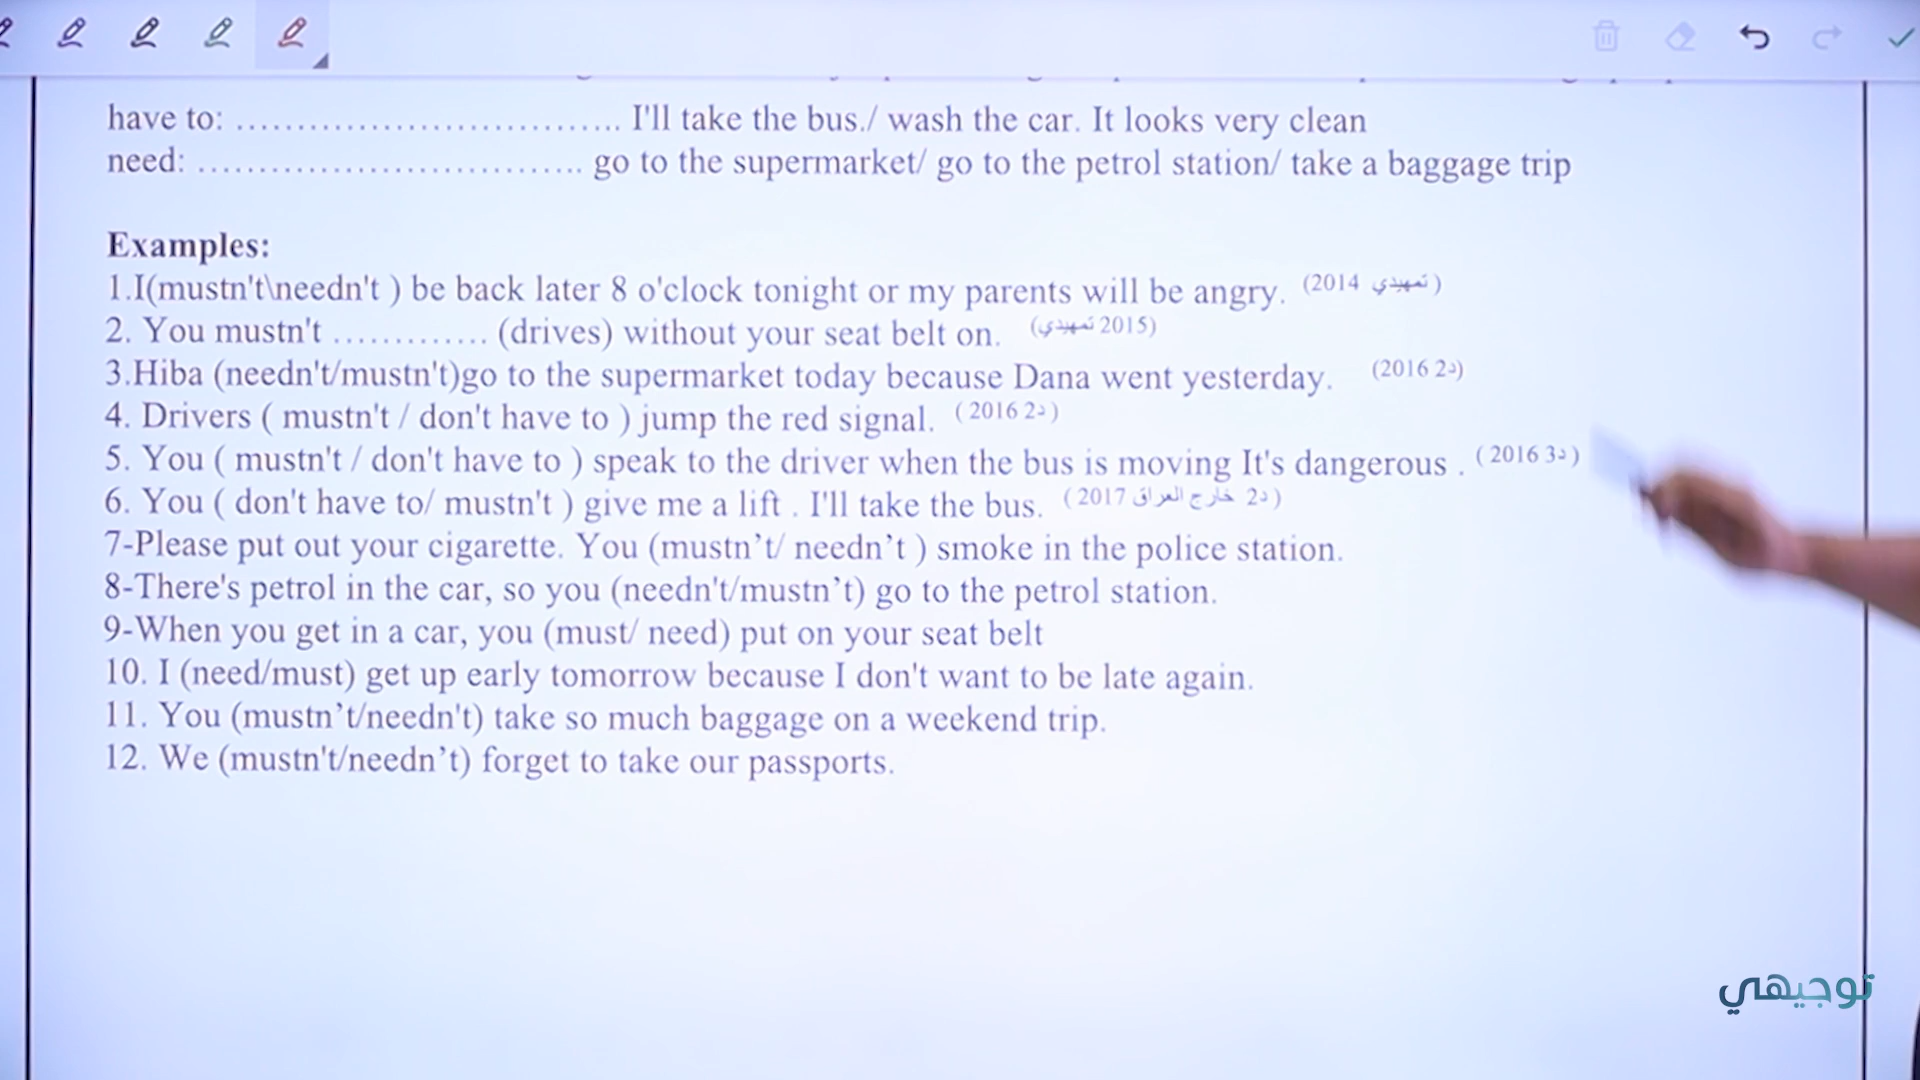 have to: ...................................... I'll take the bus./ wash the car. It looks very clean
need: ...................................... go to the supermarket/ go to the petrol station/ take a baggage trip
Examples:
1.I(mustn't\needn't ) be back later 8 o'clock tonight or my parents will be angry. (2014 تمهيدي)
2. You mustn't ............. (drives) without your seat belt on. (2015 تمهيدي)
3.Hiba (needn't/mustn't)go to the supermarket today because Dana went yesterday. (2016 د2)
4. Drivers ( mustn't / don't have to ) jump the red signal. ( 2016 د2 )
5. You ( mustn't / don't have to ) speak to the driver when the bus is moving It's dangerous . ( 2016 د3 )
6. You ( don't have to/ mustn't ) give me a lift . I'll take the bus. ( 2017 د2 خارج العراق )
7-Please put out your cigarette. You (mustn’t/ needn’t ) smoke in the police station.
8-There's petrol in the car, so you (needn't/mustn’t) go to the petrol station.
9-When you get in a car, you (must/ need) put on your seat belt
10. I (need/must) get up early tomorrow because I don't want to be late again.
11. You (mustn’t/needn't) take so much baggage on a weekend trip.
12. We (mustn't/needn’t) forget to take our passports.
توجيهي